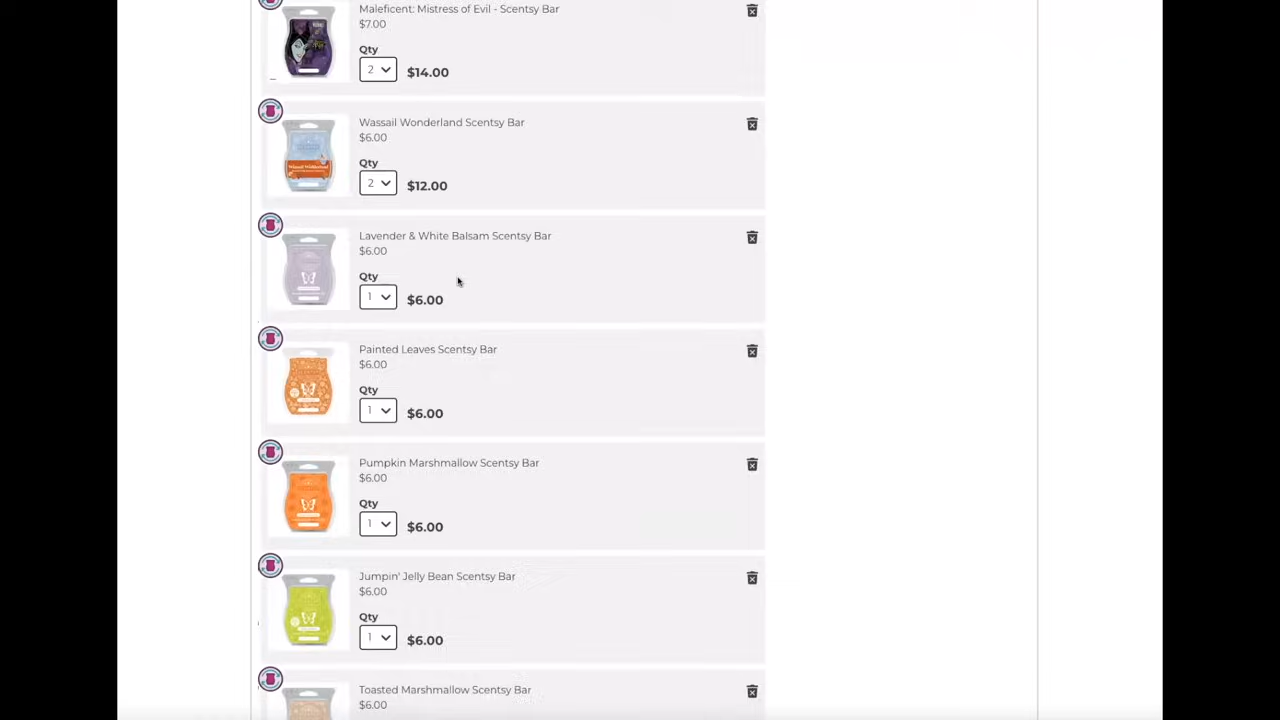 Maleficent: Mistress of Evil - Scentsy Bar
$7.00
Qty
2 $14.00
Wassail Wonderland Scentsy Bar
$6.00
Qty
2 $12.00
Lavender & White Balsam Scentsy Bar
$6.00
Qty
1 $6.00
Painted Leaves Scentsy Bar
$6.00
Qty
1 $6.00
Pumpkin Marshmallow Scentsy Bar
$6.00
Qty
1 $6.00
Jumpin' Jelly Bean Scentsy Bar
$6.00
Qty
1 $6.00
Toasted Marshmallow Scentsy Bar
$6.00